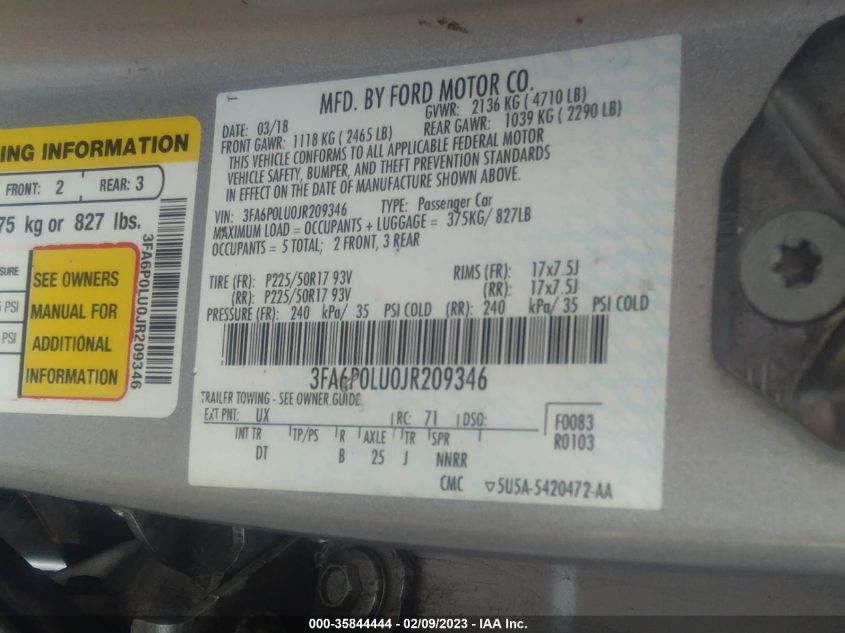 MFD. BY FORD MOTOR CO.
DATE: 03/18 GVWR: 2136 KG ( 4710 LB)
FRONT GAWR: 1118 KG ( 2465 LB) REAR GAWR: 1039 KG ( 2290 LB)
THIS VEHICLE CONFORMS TO ALL APPLICABLE FEDERAL MOTOR
VEHICLE SAFETY, BUMPER, AND THEFT PREVENTION STANDARDS
IN EFFECT ON THE DATE OF MANUFACTURE SHOWN ABOVE.
VIN: 3FA6P0LU0JR209346 TYPE: Passenger Car
MAXIMUM LOAD = OCCUPANTS + LUGGAGE = 375KG/ 827LB
OCCUPANTS = 5 TOTAL; 2 FRONT, 3 REAR
TIRE (FR): P225/50R17 93V RIMS (FR): 17x7.5J
(RR): P225/50R17 93V (RR): 17x7.5J
PRESSURE (FR): 240 kPa/ 35 PSI COLD (RR): 240 kPa/ 35 PSI COLD
3FA6P0LU0JR209346
TRAILER TOWING - SEE OWNER GUIDE
EXT PNT: UX RC: 71 DSO: F0083
R0103
INT TR TP/PS R AXLE TR SPR
DT B 25 J NNRR
CMC ▽5U5A-5420472-AA
ING INFORMATION
FRONT: 2 REAR: 3
75 kg or 827 lbs.
SURE
PSI
PSI
SEE OWNERS
MANUAL FOR
ADDITIONAL
INFORMATION
3FA6P0LU0JR209346
000-35844444 - 02/09/2023 - IAA Inc.